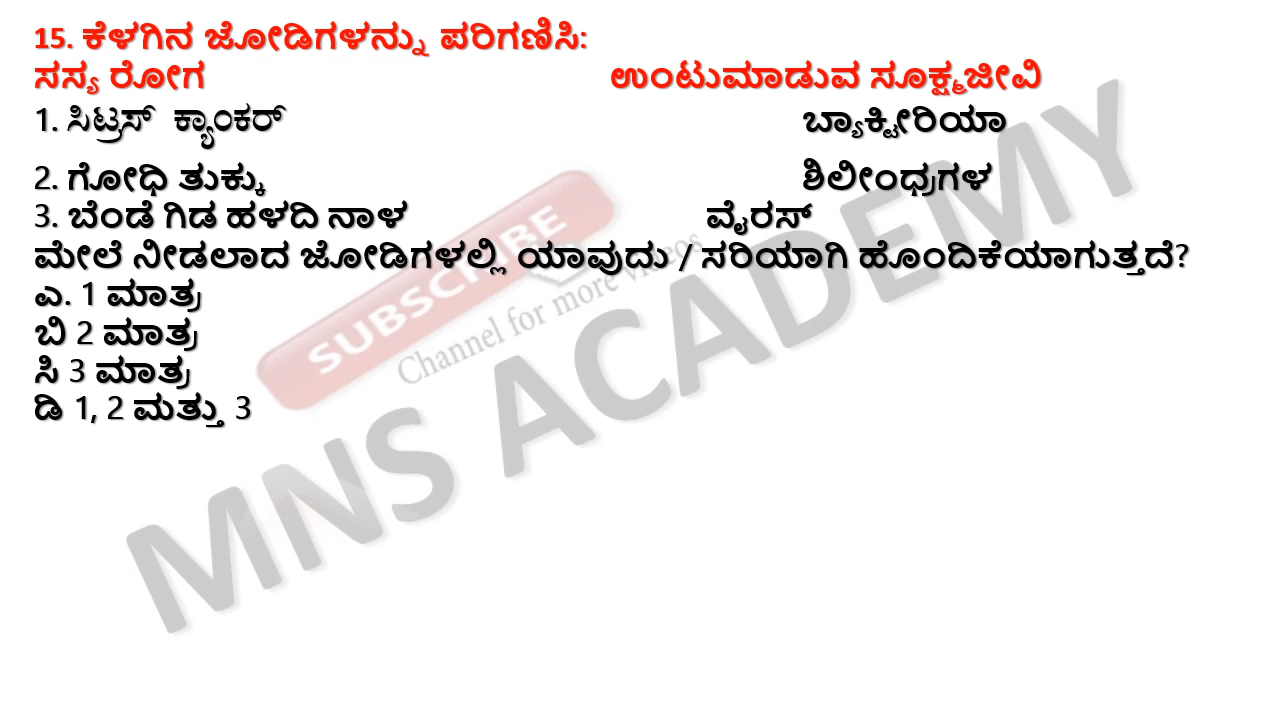 15. ಕೆಳಗಿನ ಜೋಡಿಗಳನ್ನು ಪರಿಗಣಿಸಿ:
ಸಸ್ಯ ರೋಗ ಉಂಟುಮಾಡುವ ಸೂಕ್ಷ್ಮಜೀವಿ
1. ಸಿಟ್ರಸ್ ಕ್ಯಾಂಕರ್ ಬ್ಯಾಕ್ಟೀರಿಯಾ
2. ಗೋಧಿ ತುಕ್ಕು ಶಿಲೀಂಧ್ರಗಳ
3. ಬೆಂಡೆ ಗಿಡ ಹಳದಿ ನಾಳ ವೈರಸ್
ಮೇಲೆ ನೀಡಲಾದ ಜೋಡಿಗಳಲ್ಲಿ ಯಾವುದು / ಸರಿಯಾಗಿ ಹೊಂದಿಕೆಯಾಗುತ್ತದೆ?
ಎ. 1 ಮಾತ್ರ
ಬಿ 2 ಮಾತ್ರ
ಸಿ 3 ಮಾತ್ರ
ಡಿ 1, 2 ಮತ್ತು 3
SUBSCRIBE
Channel for more videos
MNS ACADEMY